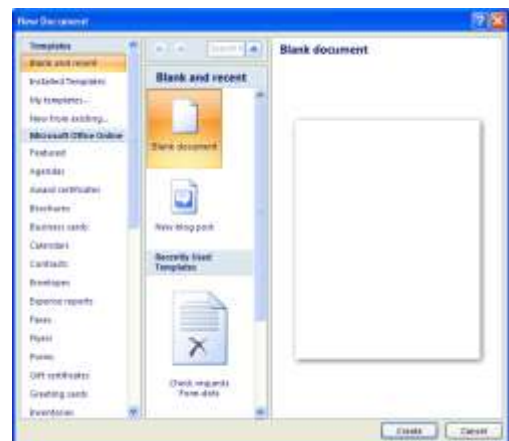 New Document
Templates
Blank and recent
Installed Templates
My templates...
New from existing...
Microsoft Office Online
Featured
Agendas
Award certificates
Brochures
Business cards
Calendars
Contracts
Envelopes
Expense reports
Faxes
Flyers
Forms
Gift certificates
Greeting cards
Inventories
Blank and recent
Blank document
New blog post
Recently Used
Templates
Check requests
Blank document
Create
Cancel